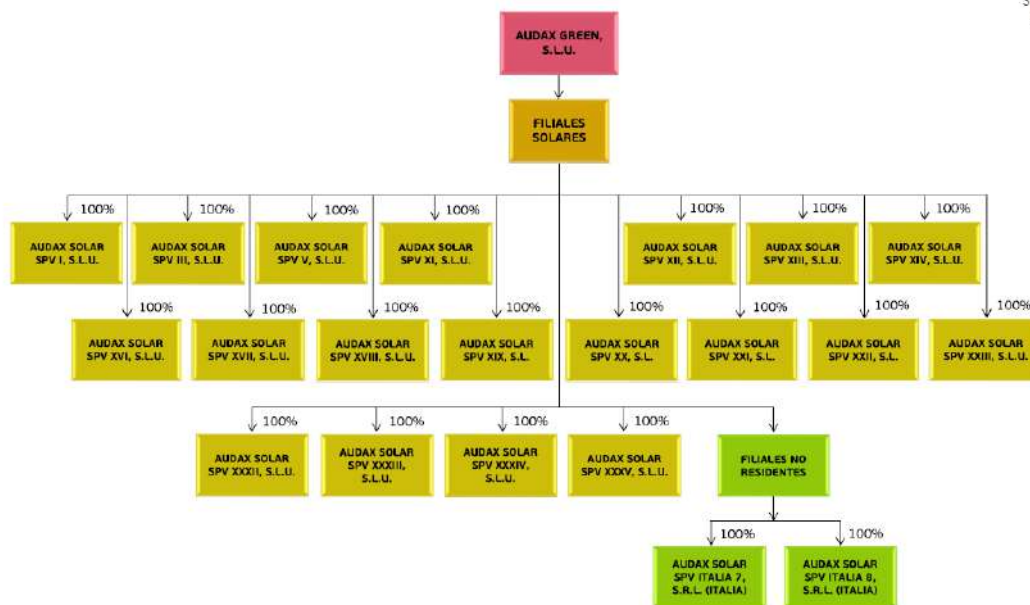 S
AUDAX GREEN,
S.L.U.
FILIALES
SOLARES
100%
100%
100%
100%
100%
100%
100%
AUDAX SOLAR
SPV I, S.L.U.
AUDAX SOLAR
SPV III, S.L.U.
AUDAX SOLAR
SPV V, S.L.U.
AUDAX SOLAR
SPV XI, S.L.U.
AUDAX SOLAR
SPV XII, S.L.U.
AUDAX SOLAR
SPV XIII, S.L.U.
AUDAX SOLAR
SPV XIV, S.L.U.
100%
100%
100%
100%
100%
100%
100%
100%
AUDAX SOLAR
SPV XVI, S.L.U.
AUDAX SOLAR
SPV XVII, S.L.U.
AUDAX SOLAR
SPV XVIII, S.L.U.
AUDAX SOLAR
SPV XIX, S.L.
AUDAX SOLAR
SPV XX, S.L.
AUDAX SOLAR
SPV XXI, S.L.
AUDAX SOLAR
SPV XXII, S.L.
AUDAX SOLAR
SPV XXIII, S.L.U.
100%
100%
100%
100%
AUDAX SOLAR
SPV XXXII, S.L.U.
AUDAX SOLAR
SPV XXXIII,
S.L.U.
AUDAX SOLAR
SPV XXXIV,
S.L.U.
AUDAX SOLAR
SPV XXXV, S.L.U.
FILIALES NO
RESIDENTES
100%
100%
AUDAX SOLAR
SPV ITALIA 7,
S.R.L. (ITALIA)
AUDAX SOLAR
SPV ITALIA 8,
S.R.L. (ITALIA)